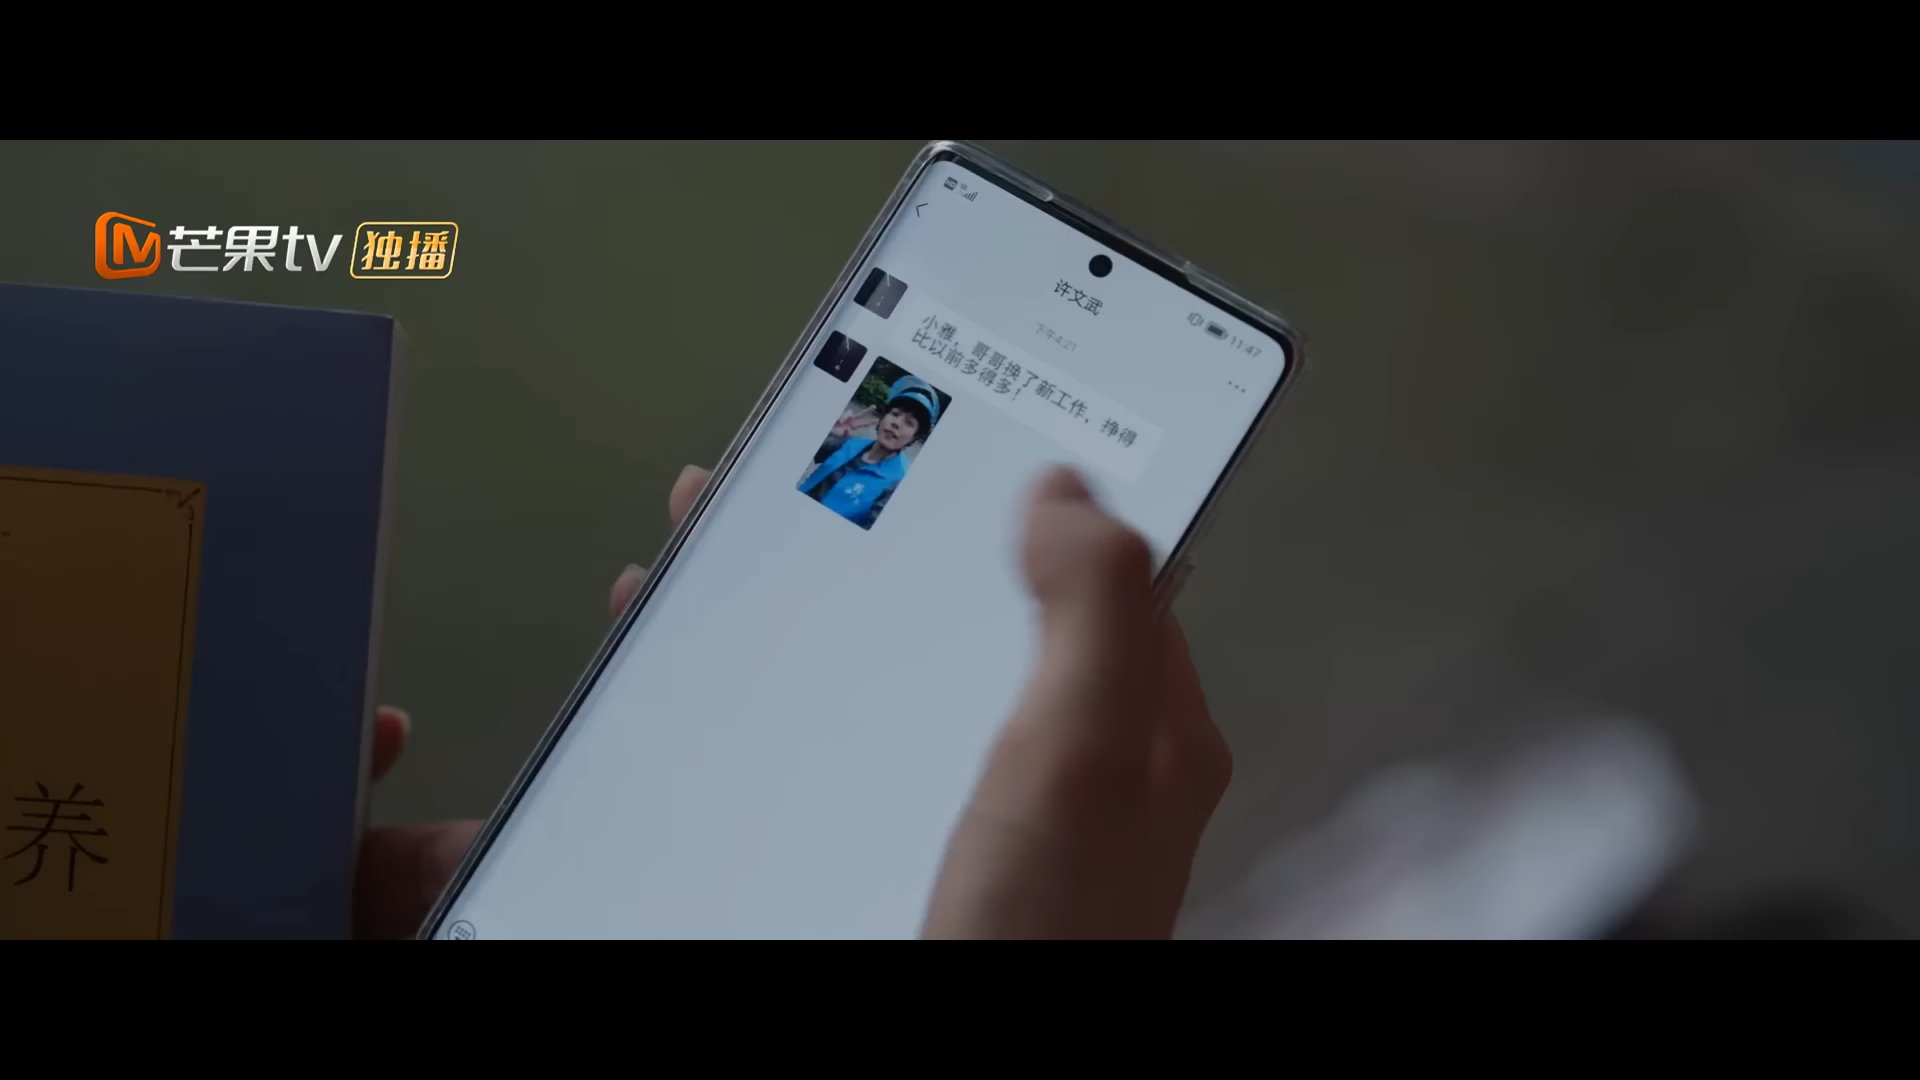 芒果tv 独播
11:47
许文武
下午4:21
小雅，哥哥换了新工作，挣得
比以前多得多！
养